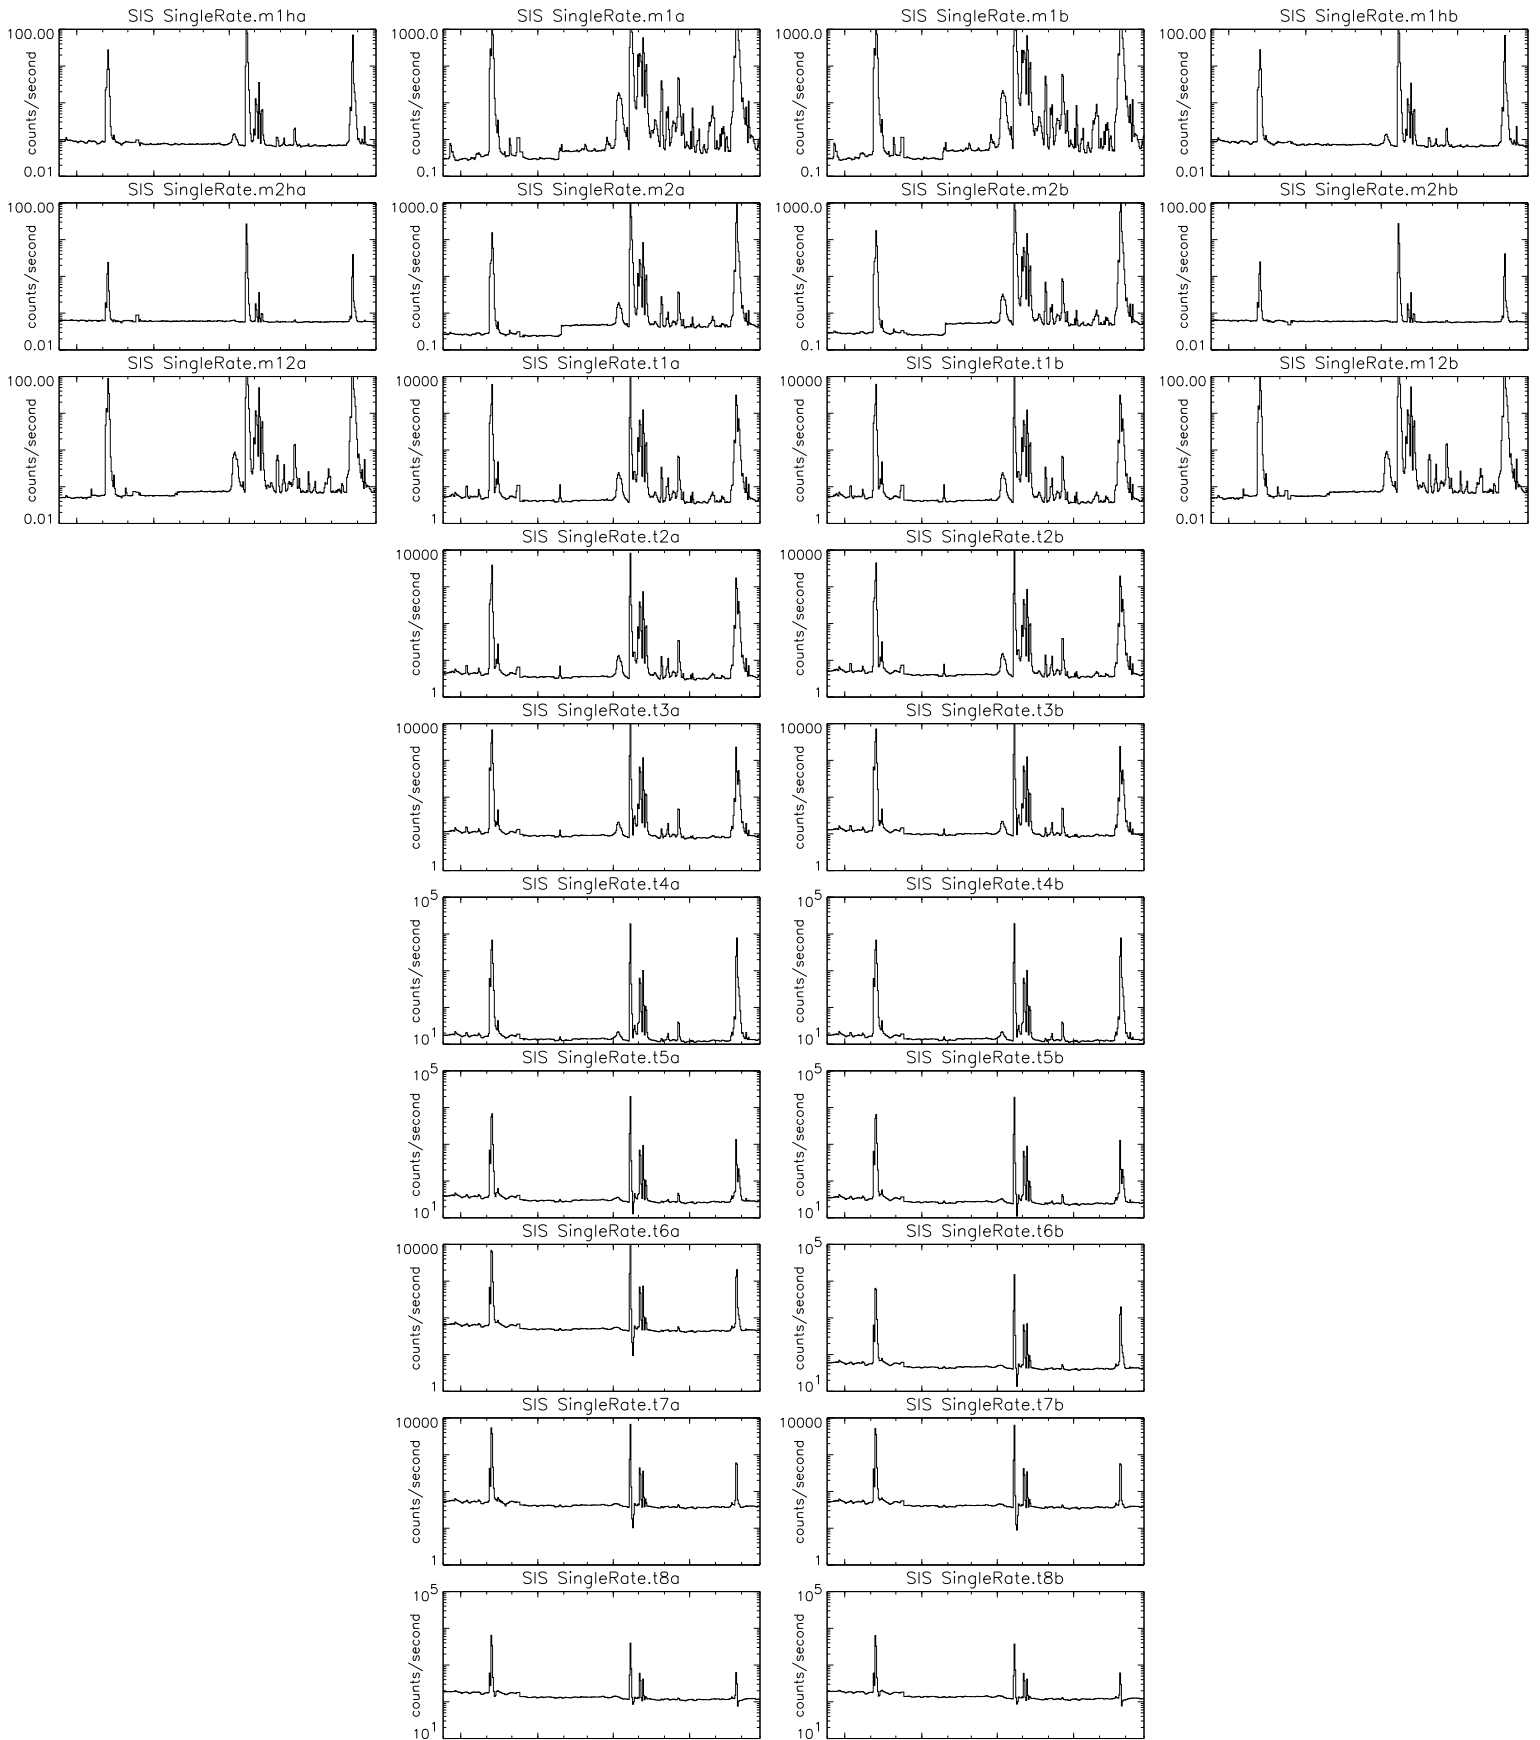 SIS SingleRate.m1ha SIS SingleRate.m1a SIS SingleRate.m1b SIS SingleRate.m1hb
100.00 1000.0 1000.0 100.00
counts/second counts/second counts/second counts/second
0.01 0.1 0.1 0.01
SIS SingleRate.m2ha SIS SingleRate.m2a SIS SingleRate.m2b SIS SingleRate.m2hb
100.00 1000.0 1000.0 100.00
counts/second counts/second counts/second counts/second
0.01 0.1 0.1 0.01
SIS SingleRate.m12a SIS SingleRate.t1a SIS SingleRate.t1b SIS SingleRate.m12b
100.00 10000 10000 100.00
counts/second counts/second counts/second counts/second
0.01 1 1 0.01
SIS SingleRate.t2a SIS SingleRate.t2b
10000 10000
counts/second counts/second
1 1
SIS SingleRate.t3a SIS SingleRate.t3b
10000 10000
counts/second counts/second
1 1
SIS SingleRate.t4a SIS SingleRate.t4b
10^5 10^5
counts/second counts/second
10^1 10^1
SIS SingleRate.t5a SIS SingleRate.t5b
10^5 10^5
counts/second counts/second
10^1 10^1
SIS SingleRate.t6a SIS SingleRate.t6b
10000 10^5
counts/second counts/second
1 10^1
SIS SingleRate.t7a SIS SingleRate.t7b
10000 10000
counts/second counts/second
1 1
SIS SingleRate.t8a SIS SingleRate.t8b
10^5 10^5
counts/second counts/second
10^1 10^1